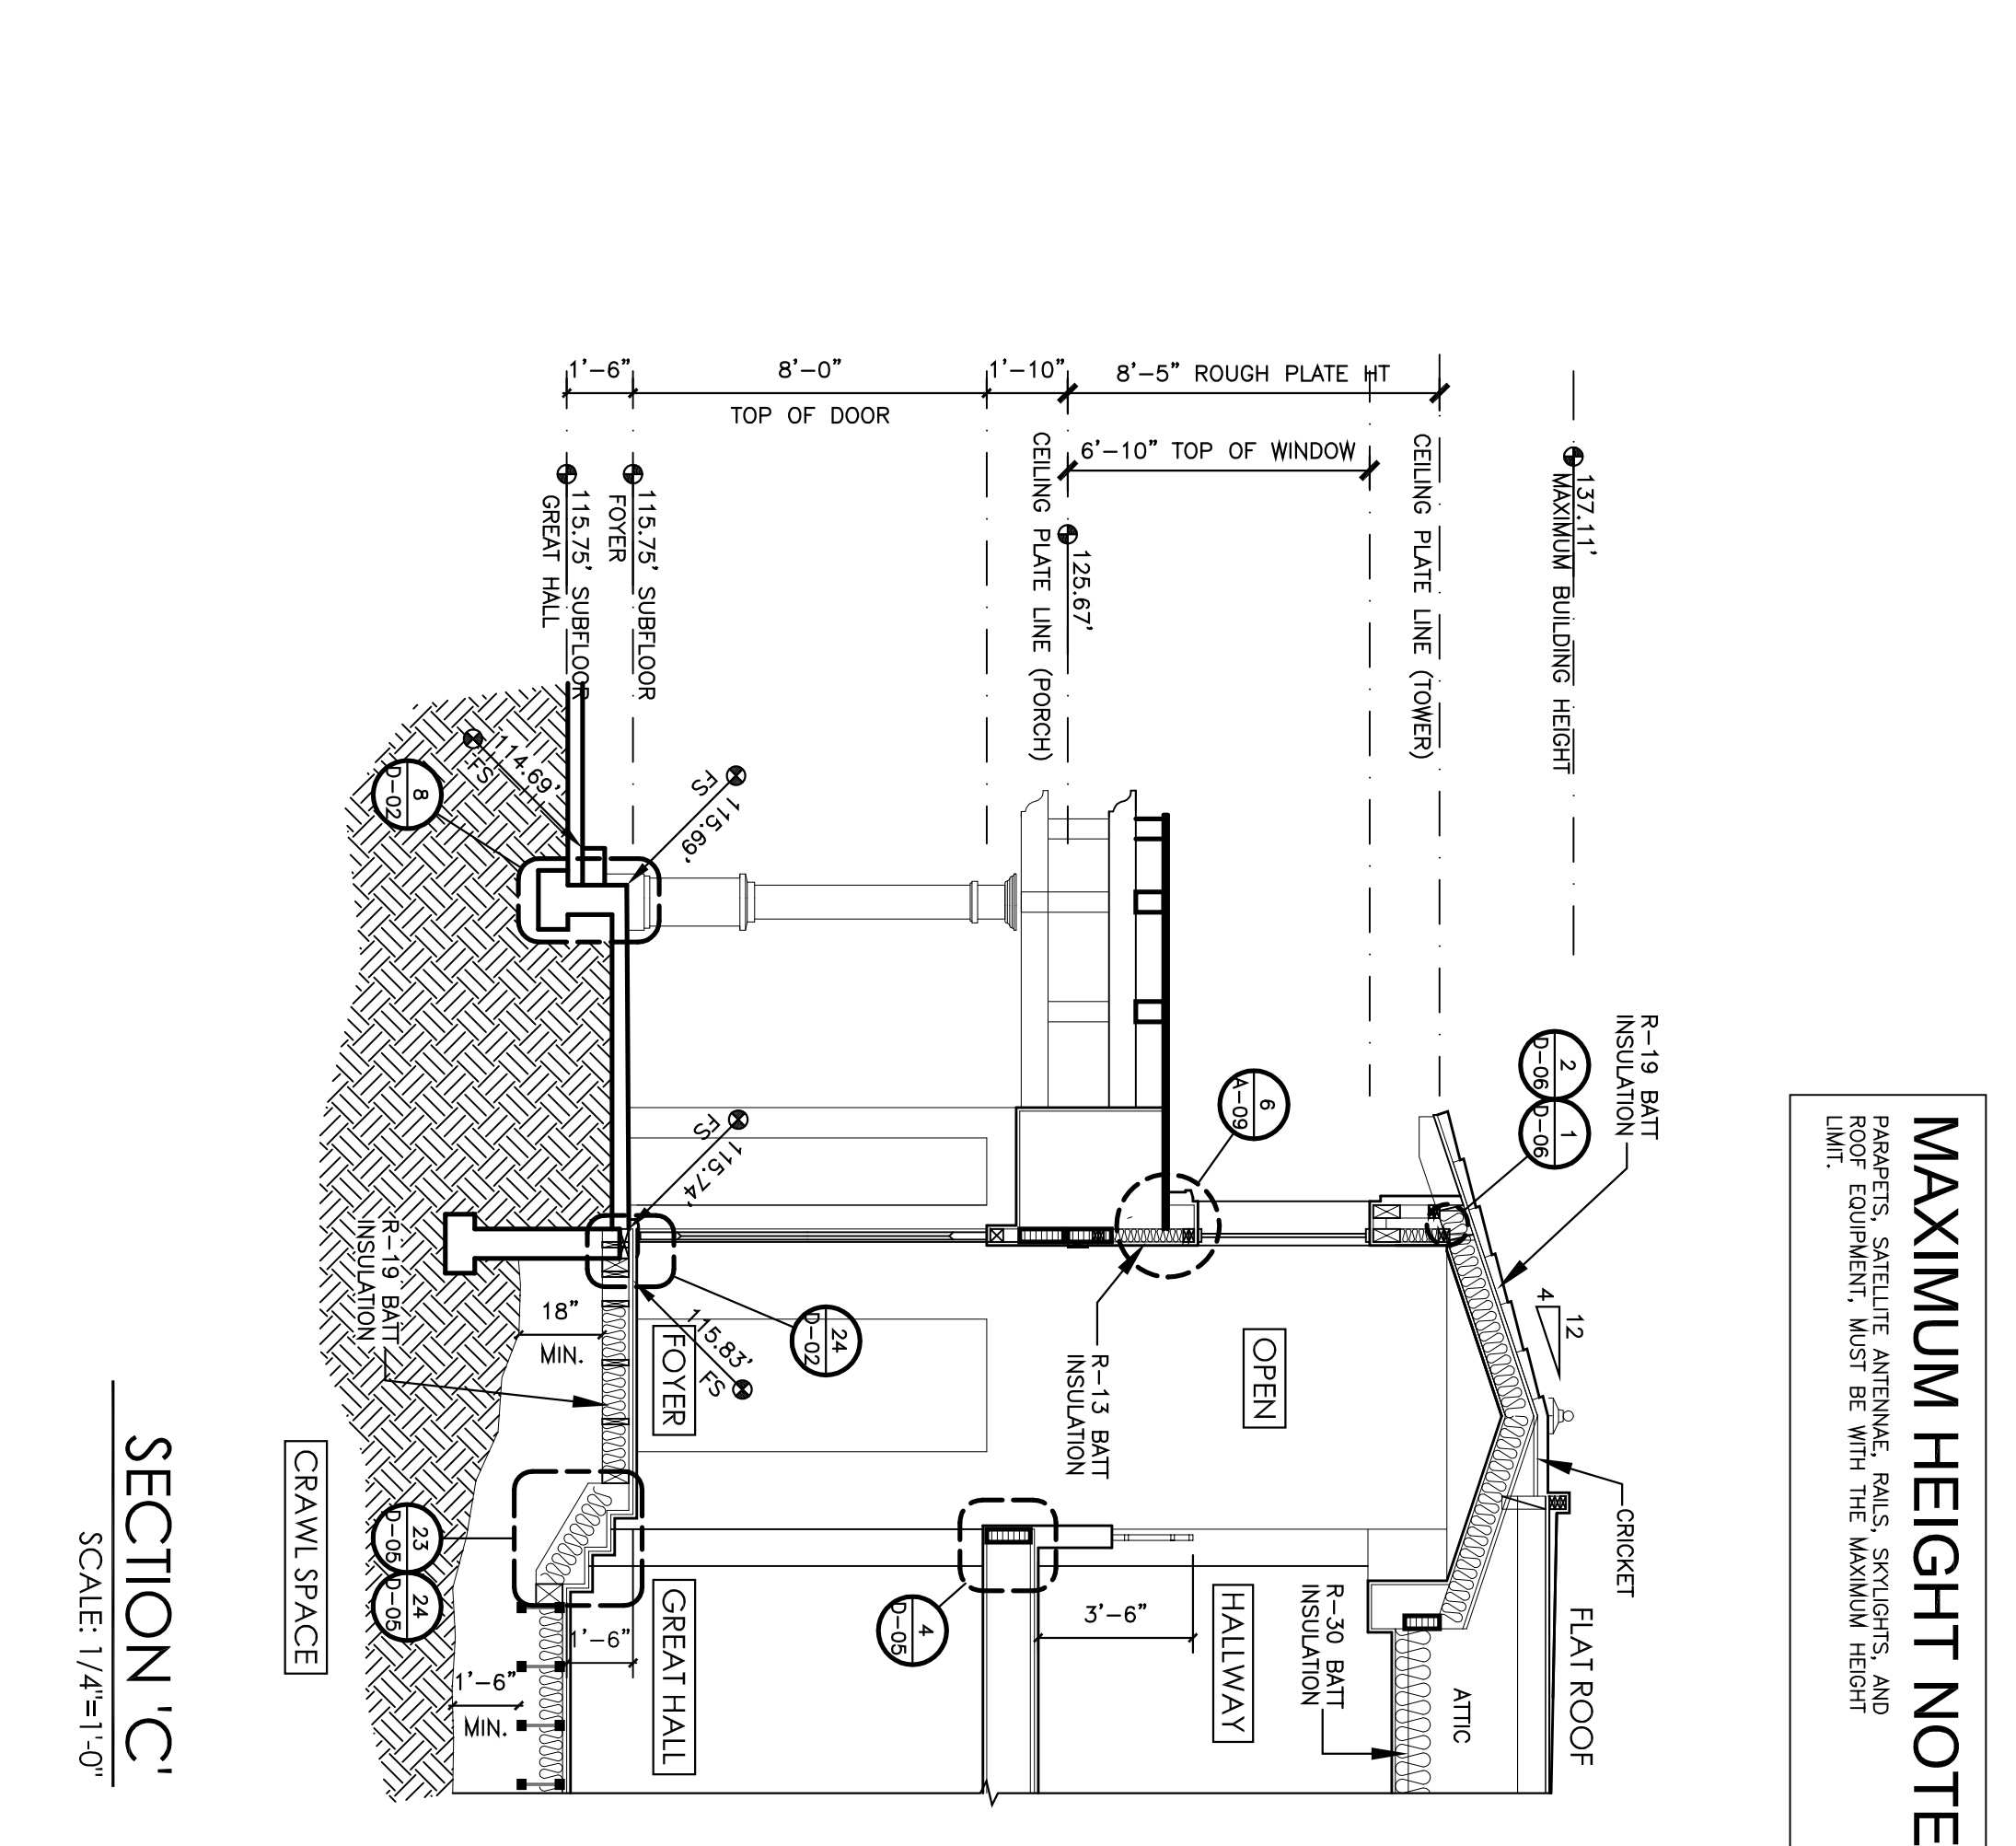 MAXIMUM HEIGHT NOTE
PARAPETS, SATELLITE ANTENNAE, RAILS, SKYLIGHTS, AND
ROOF EQUIPMENT, MUST BE WITH THE MAXIMUM HEIGHT
LIMIT.
137.11'
MAXIMUM BUILDING HEIGHT
CEILING PLATE LINE (TOWER)
8'-5" ROUGH PLATE HT
6'-10" TOP OF WINDOW
125.67'
CEILING PLATE LINE (PORCH)
1'-10"
8'-0"
TOP OF DOOR
1'-6"
115.75' SUBFLOOR
FOYER
115.75' SUBFLOOR
GREAT HALL
R-19 BATT
INSULATION
2
D-06
1
D-06
12
4
CRICKET
FLAT ROOF
ATTIC
6
A-09
OPEN
R-13 BATT
INSULATION
R-30 BATT
INSULATION
HALLWAY
3'-6"
4
D-05
115.69'
FS
114.69'
FS
8
D-02
115.74'
FS
115.83'
FS
24
D-02
FOYER
GREAT HALL
18"
MIN.
R-19 BATT
INSULATION
23
D-05
24
D-05
1'-6"
1'-6"
MIN.
CRAWL SPACE
SECTION 'C'
SCALE: 1/4"=1'-0"